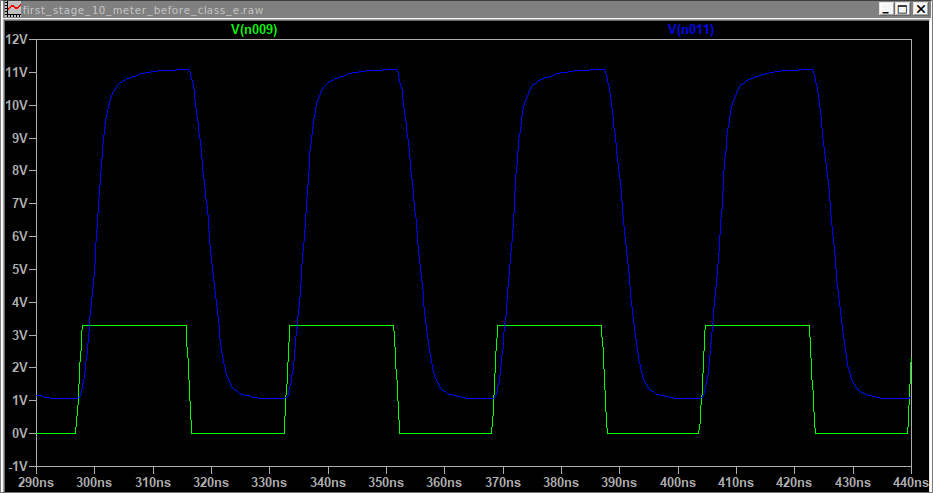 first_stage_10_meter_before_class_e.raw
V(n009) V(n011)
12V
11V
10V
9V
8V
7V
6V
5V
4V
3V
2V
1V
0V
-1V
290ns 300ns 310ns 320ns 330ns 340ns 350ns 360ns 370ns 380ns 390ns 400ns 410ns 420ns 430ns 440ns